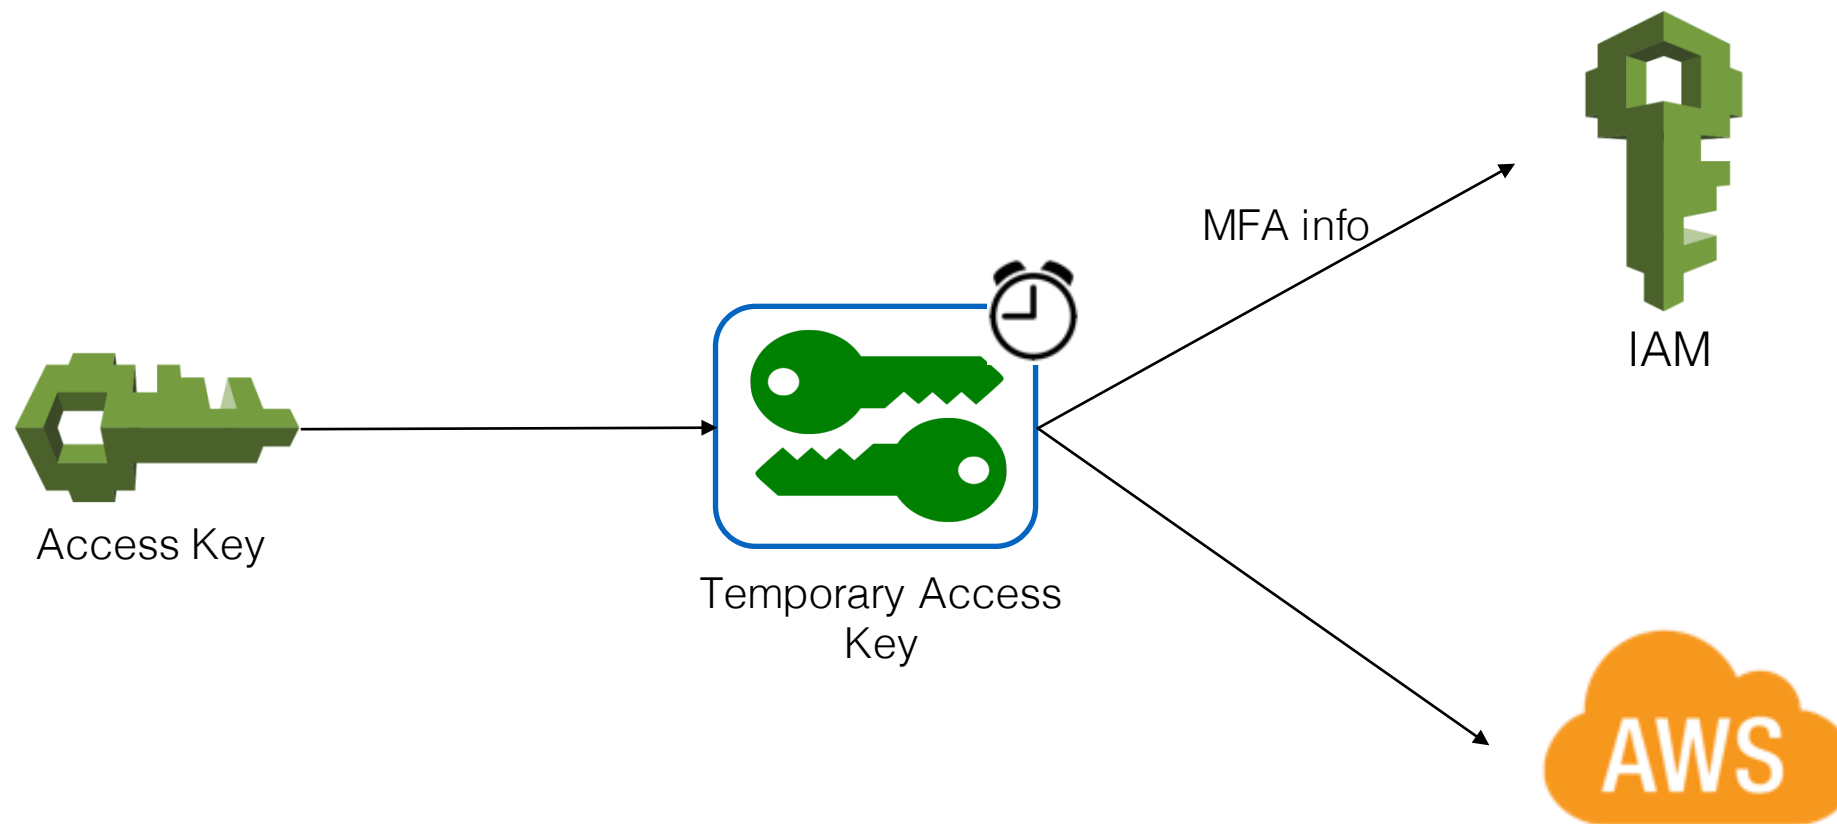 MFA info
IAM
Access Key
Temporary Access
Key
AWS